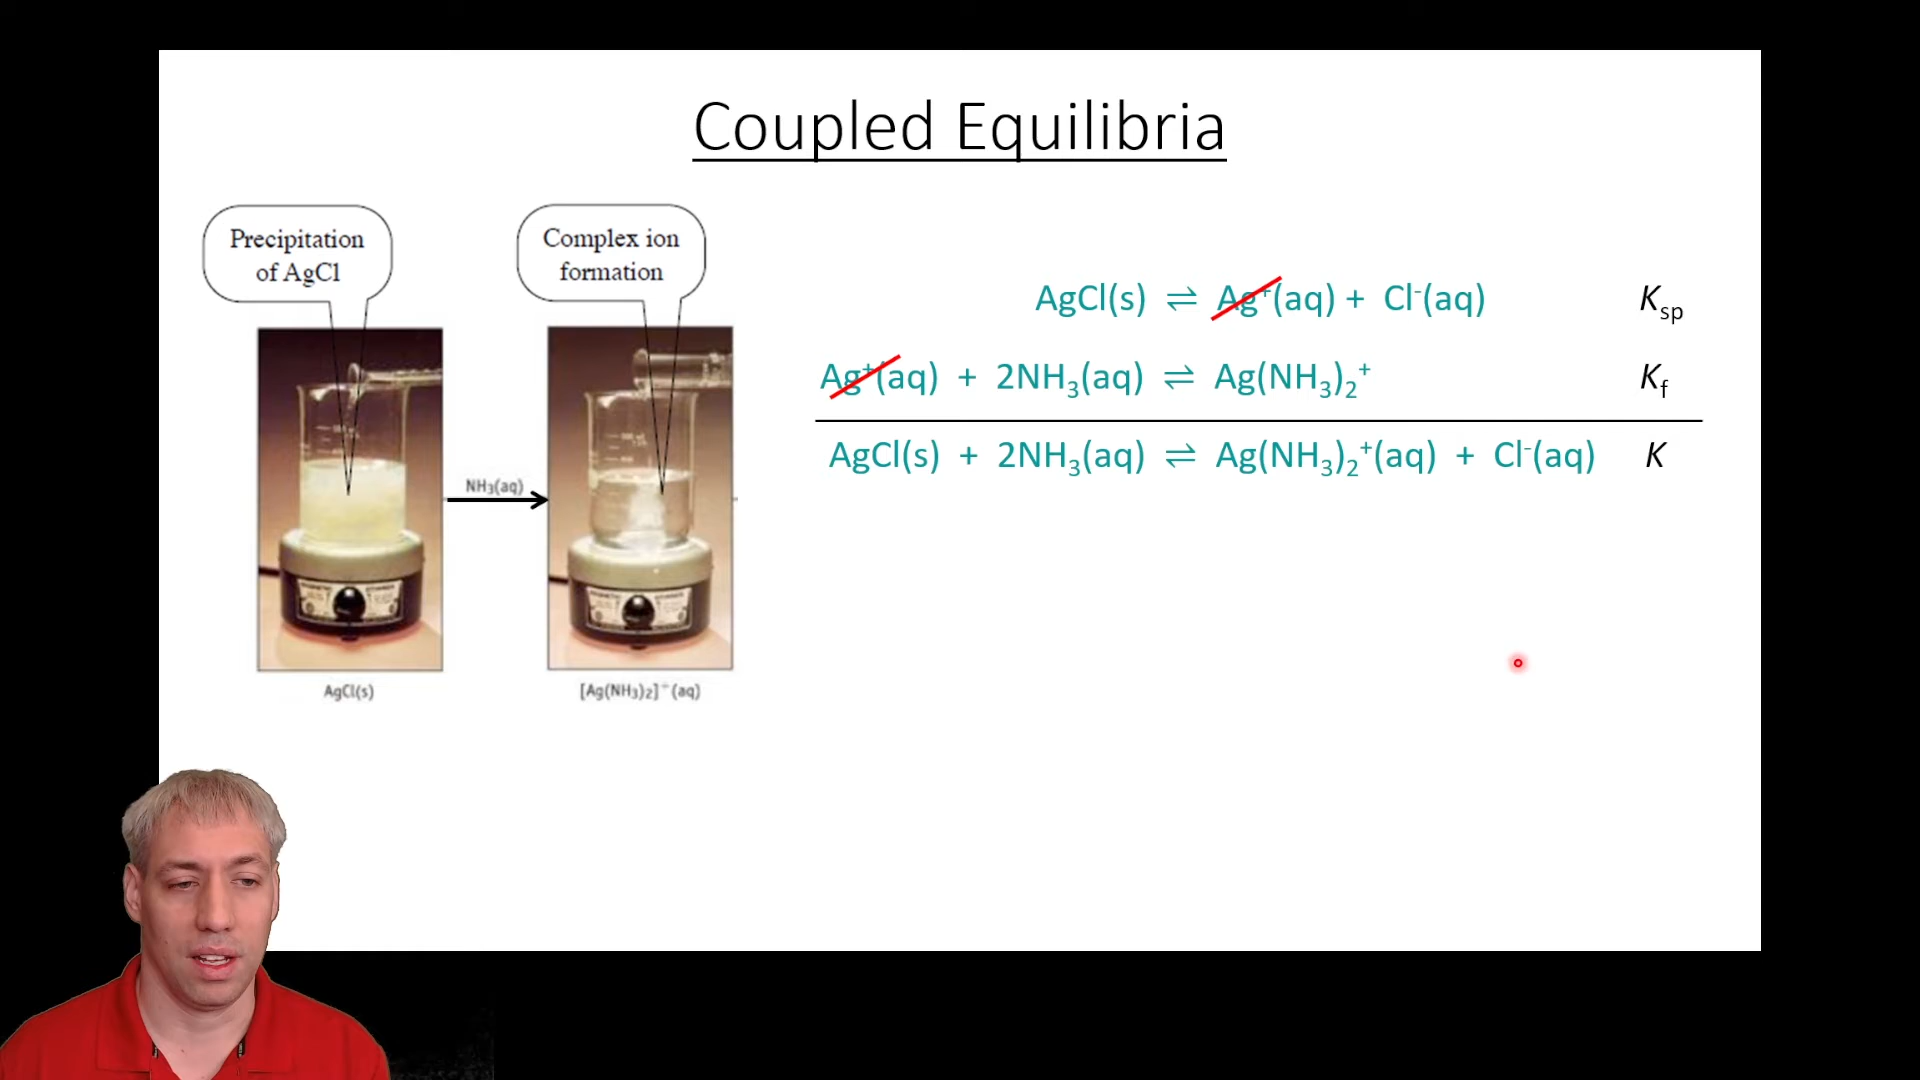 Coupled Equilibria
Precipitation
of AgCl
Complex ion
formation
AgCl(s) ⇌ Ag⁺(aq) + Cl⁻(aq) Kₛₚ
Ag⁺(aq) + 2NH₃(aq) ⇌ Ag(NH₃)₂⁺ K_f
AgCl(s) + 2NH₃(aq) ⇌ Ag(NH₃)₂⁺(aq) + Cl⁻(aq) K
NH₃(aq)
AgCl(s)
[Ag(NH₃)₂]⁺(aq)